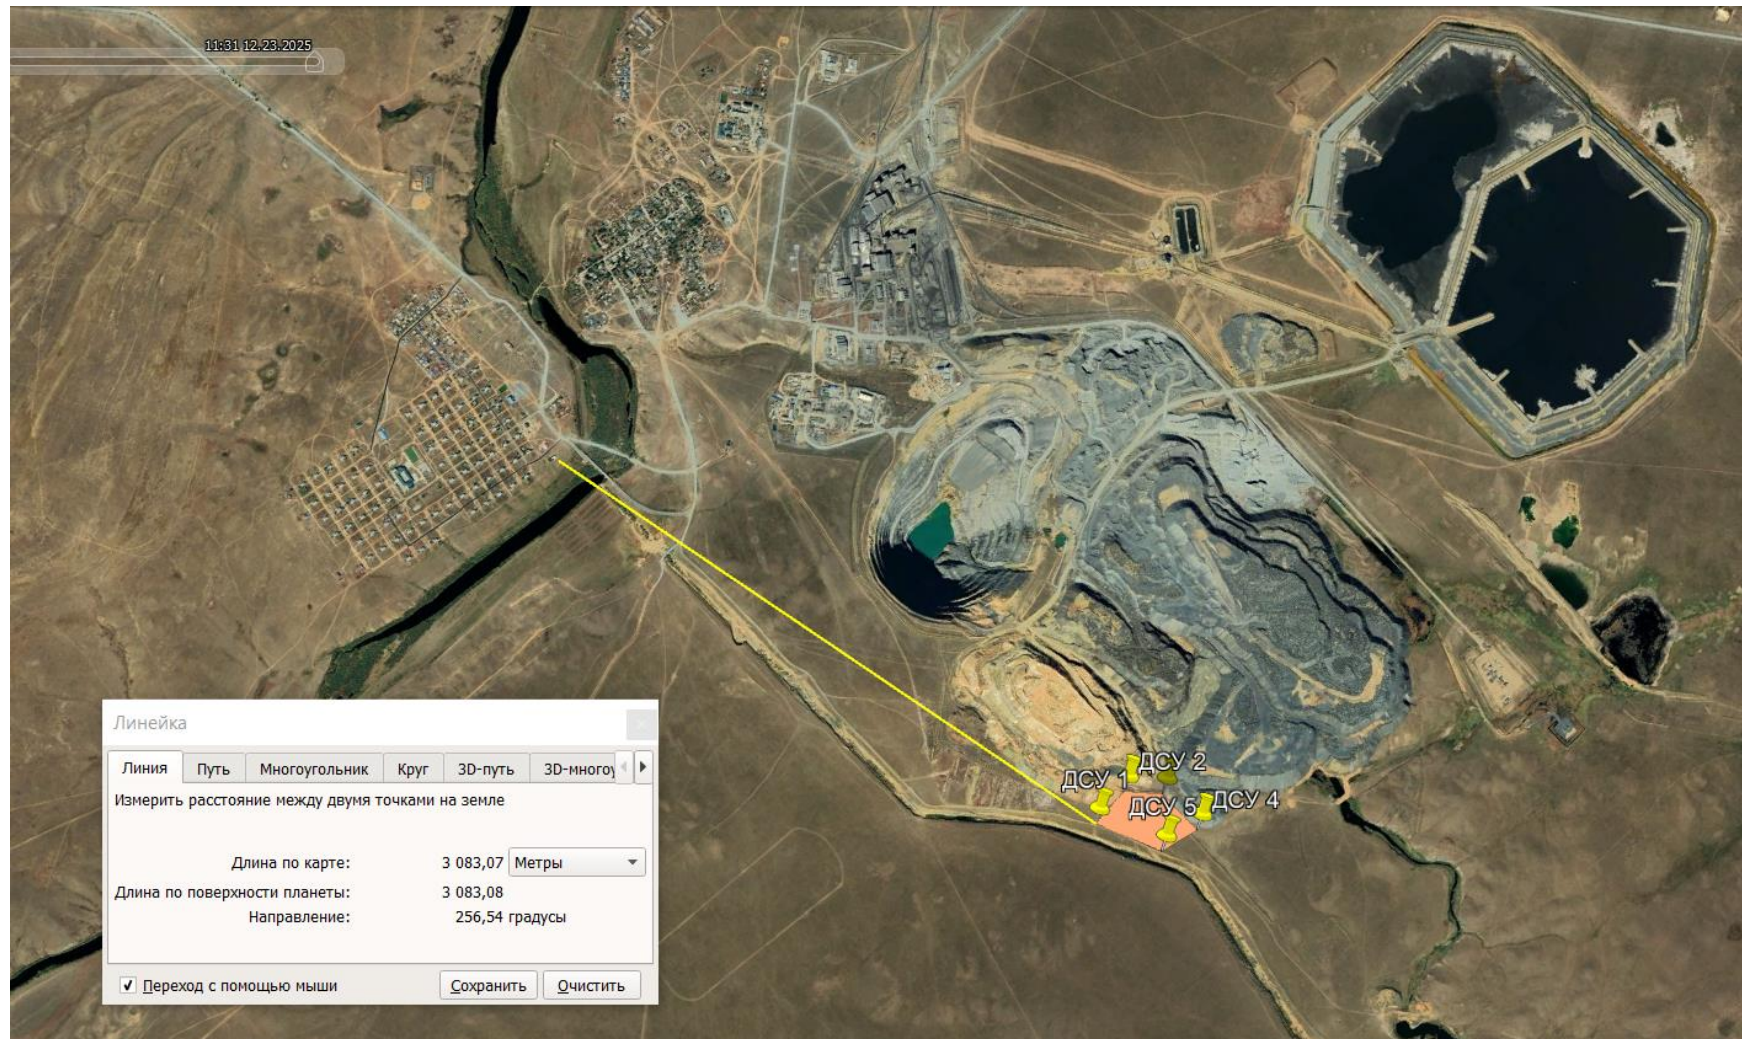 11:31 12.23.2025
Линейка
Линия Путь Многоугольник Круг 3D-путь 3D-многоу
Измерить расстояние между двумя точками на земле
Длина по карте: 3 083,07 Метры
Длина по поверхности планеты: 3 083,08
Направление: 256,54 градусы
Переход с помощью мыши Сохранить Очистить
ДСУ 2
ДСУ 1
ДСУ 5 ДСУ 4